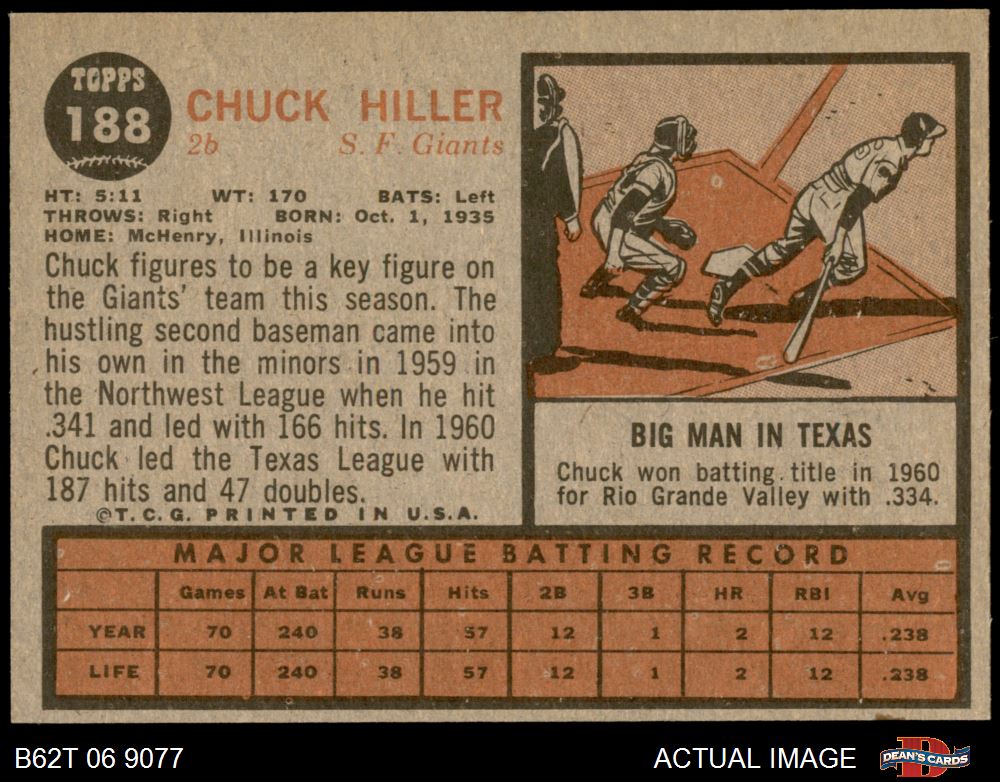 TOPPS
188
CHUCK HILLER
2b S. F. Giants
HT: 5:11 WT: 170 BATS: Left
THROWS: Right BORN: Oct. 1, 1935
HOME: McHenry, Illinois
Chuck figures to be a key figure on
the Giants' team this season. The
hustling second baseman came into
his own in the minors in 1959 in
the Northwest League when he hit
.341 and led with 166 hits. In 1960
Chuck led the Texas League with
187 hits and 47 doubles.
©T. C. G. PRINTED IN U.S.A.
BIG MAN IN TEXAS
Chuck won batting title in 1960
for Rio Grande Valley with .334.
MAJOR LEAGUE BATTING RECORD
Games At Bat Runs Hits 2B 3B HR RBI Avg
YEAR 70 240 38 57 12 1 2 12 .238
LIFE 70 240 38 57 12 1 2 12 .238
B62T 06 9077 ACTUAL IMAGE DEAN'S CARDS